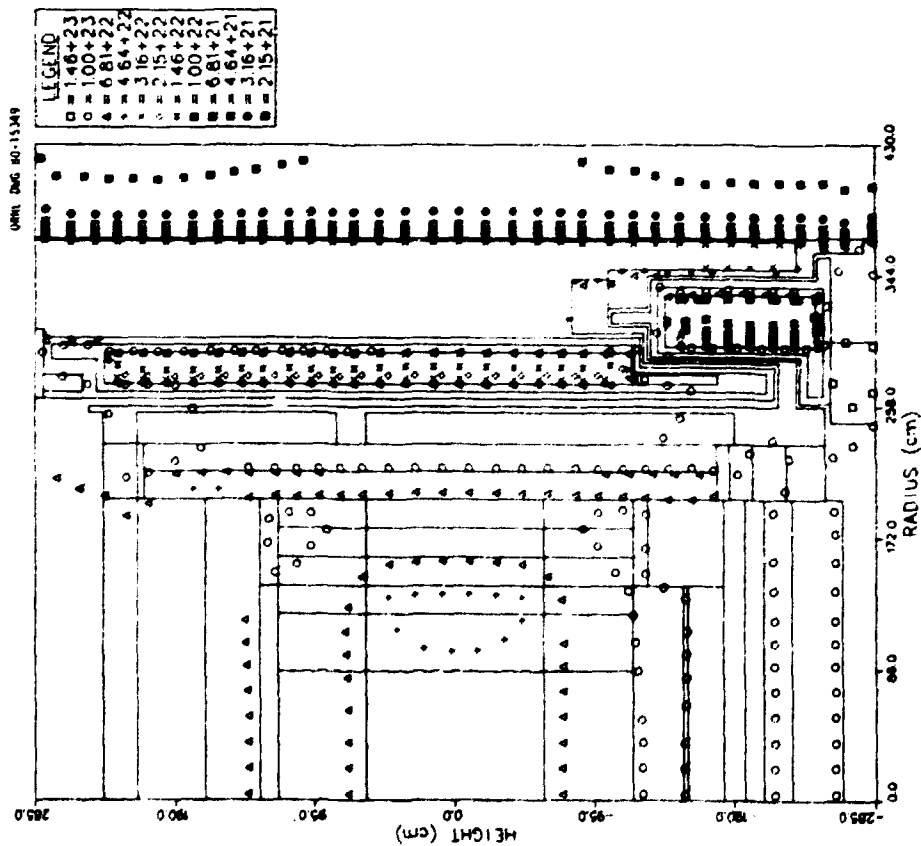 ORNL DWG 80-15349
LEGEND
□ = 1.46+23
○ = 1.00+23
▵ = 6.81+22
+ = 4.64+22
× = 3.16+22
◇ = 2.15+22
= 1.46+22
■ = 1.00+22
■ = 6.81+21
■ = 4.64+21
● = 3.16+21
■ = 2.15+21
430.0
344.0
258.0
172.0
86.0
0.0
RADIUS (cm)
285.0
190.0
95.0
0.0
-95.0
-190.0
-285.0
HEIGHT (cm)